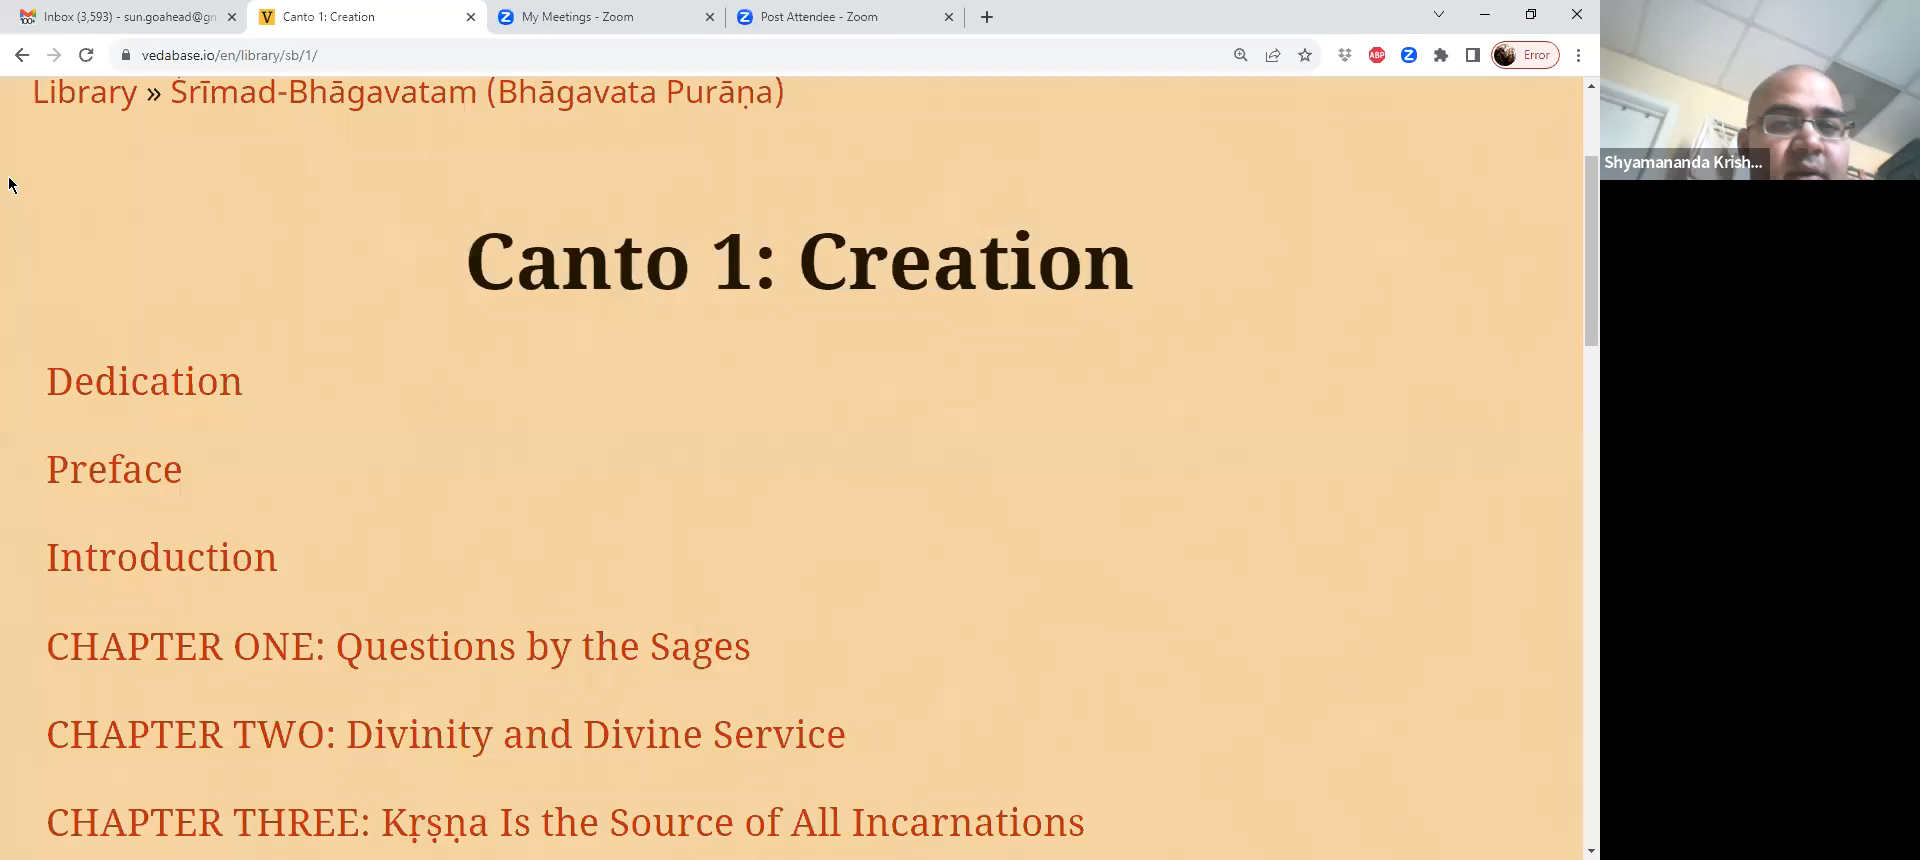 Inbox (3,593) - sun.goahead@gn
Canto 1: Creation
My Meetings - Zoom
Post Attendee - Zoom
vedabase.io/en/library/sb/1/
ABP
Error
Library » Śrīmad-Bhāgavatam (Bhāgavata Purāṇa)
Shyamananda Krish...
Canto 1: Creation
Dedication
Preface
Introduction
CHAPTER ONE: Questions by the Sages
CHAPTER TWO: Divinity and Divine Service
CHAPTER THREE: Kṛṣṇa Is the Source of All Incarnations